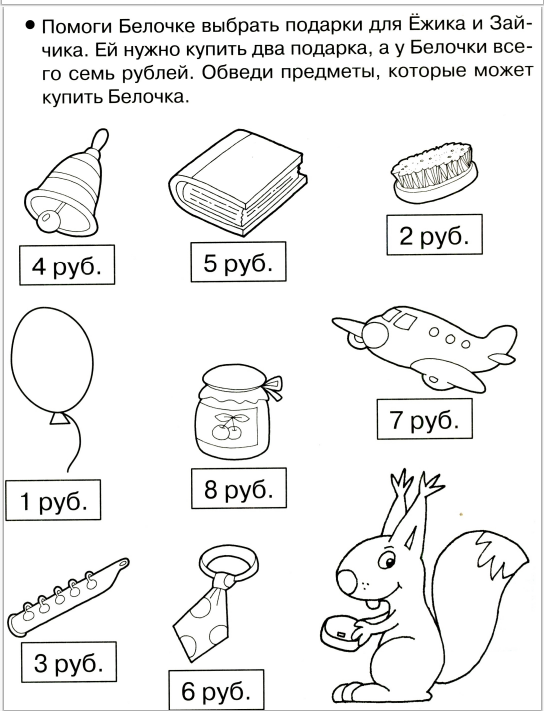 • Помоги Белочке выбрать подарки для Ёжика и Зай-
чика. Ей нужно купить два подарка, а у Белочки все-
го семь рублей. Обведи предметы, которые может
купить Белочка.
4 руб.
5 руб.
2 руб.
7 руб.
1 руб.
8 руб.
3 руб.
6 руб.